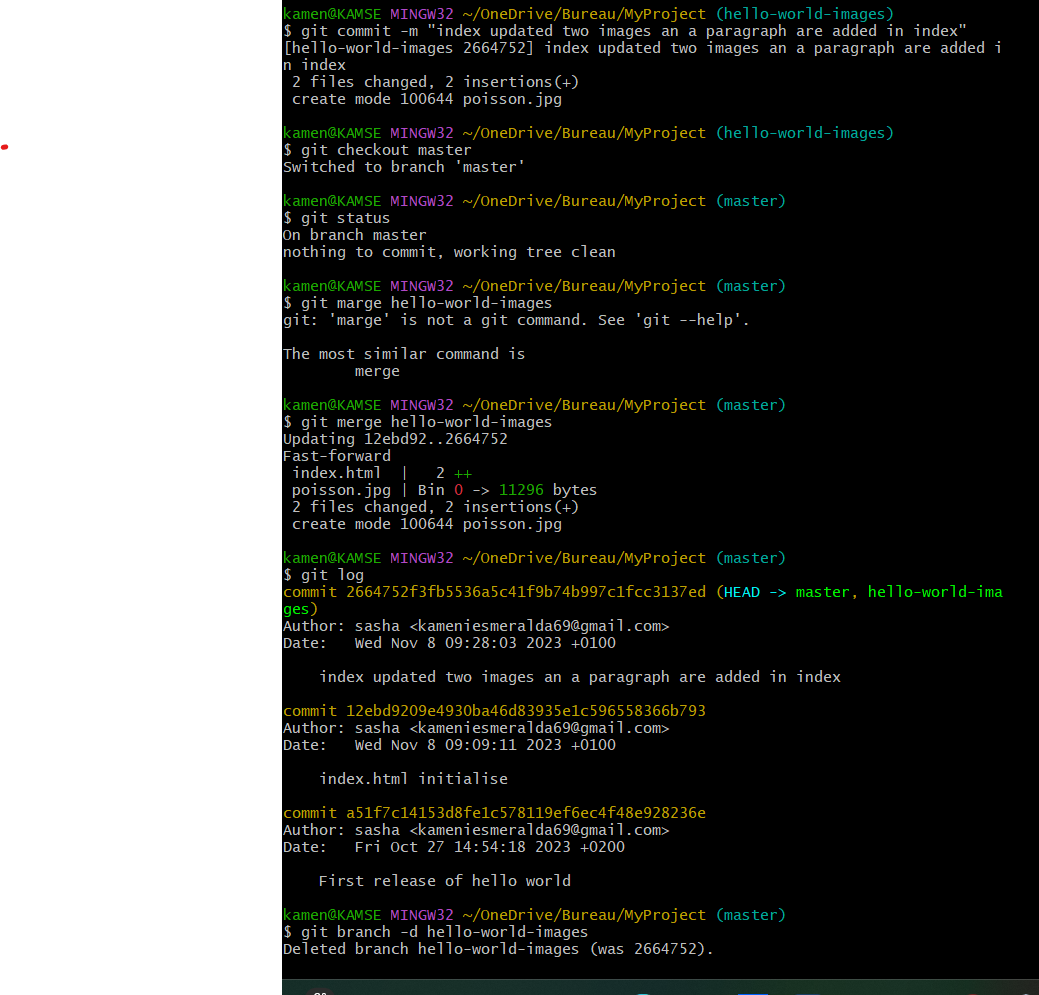 kamen@KAMSE MINGW32 ~/OneDrive/Bureau/MyProject (hello-world-images)
$ git commit -m "index updated two images an a paragraph are added in index"
[hello-world-images 2664752] index updated two images an a paragraph are added i
n index
 2 files changed, 2 insertions(+)
 create mode 100644 poisson.jpg

kamen@KAMSE MINGW32 ~/OneDrive/Bureau/MyProject (hello-world-images)
$ git checkout master
Switched to branch 'master'

kamen@KAMSE MINGW32 ~/OneDrive/Bureau/MyProject (master)
$ git status
On branch master
nothing to commit, working tree clean

kamen@KAMSE MINGW32 ~/OneDrive/Bureau/MyProject (master)
$ git marge hello-world-images
git: 'marge' is not a git command. See 'git --help'.

The most similar command is
        merge

kamen@KAMSE MINGW32 ~/OneDrive/Bureau/MyProject (master)
$ git merge hello-world-images
Updating 12ebd92..2664752
Fast-forward
 index.html  |   2 ++
 poisson.jpg | Bin 0 -> 11296 bytes
 2 files changed, 2 insertions(+)
 create mode 100644 poisson.jpg

kamen@KAMSE MINGW32 ~/OneDrive/Bureau/MyProject (master)
$ git log
commit 2664752f3fb5536a5c41f9b74b997c1fcc3137ed (HEAD -> master, hello-world-ima
ges)
Author: sasha <kameniesmeralda69@gmail.com>
Date:   Wed Nov 8 09:28:03 2023 +0100

    index updated two images an a paragraph are added in index

commit 12ebd9209e4930ba46d83935e1c596558366b793
Author: sasha <kameniesmeralda69@gmail.com>
Date:   Wed Nov 8 09:09:11 2023 +0100

    index.html initialise

commit a51f7c14153d8fe1c578119ef6ec4f48e928236e
Author: sasha <kameniesmeralda69@gmail.com>
Date:   Fri Oct 27 14:54:18 2023 +0200

    First release of hello world

kamen@KAMSE MINGW32 ~/OneDrive/Bureau/MyProject (master)
$ git branch -d hello-world-images
Deleted branch hello-world-images (was 2664752).